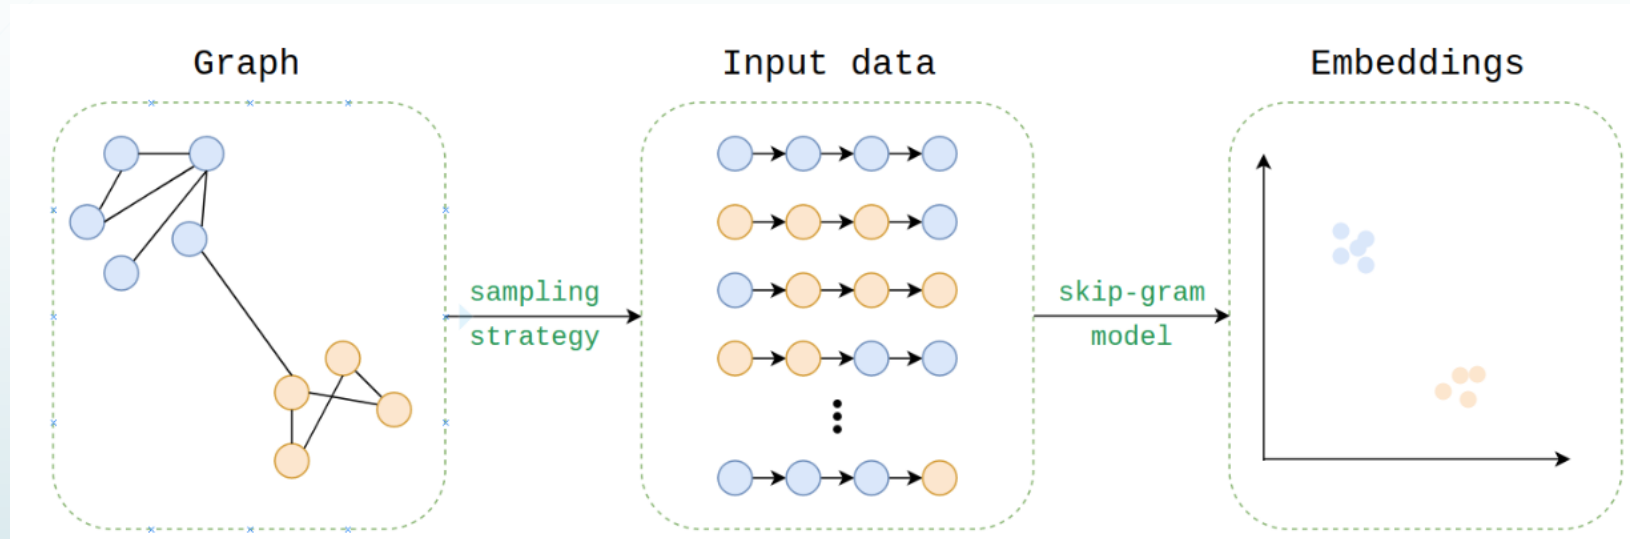 Graph
Input data
Embeddings
sampling
strategy
skip-gram
model